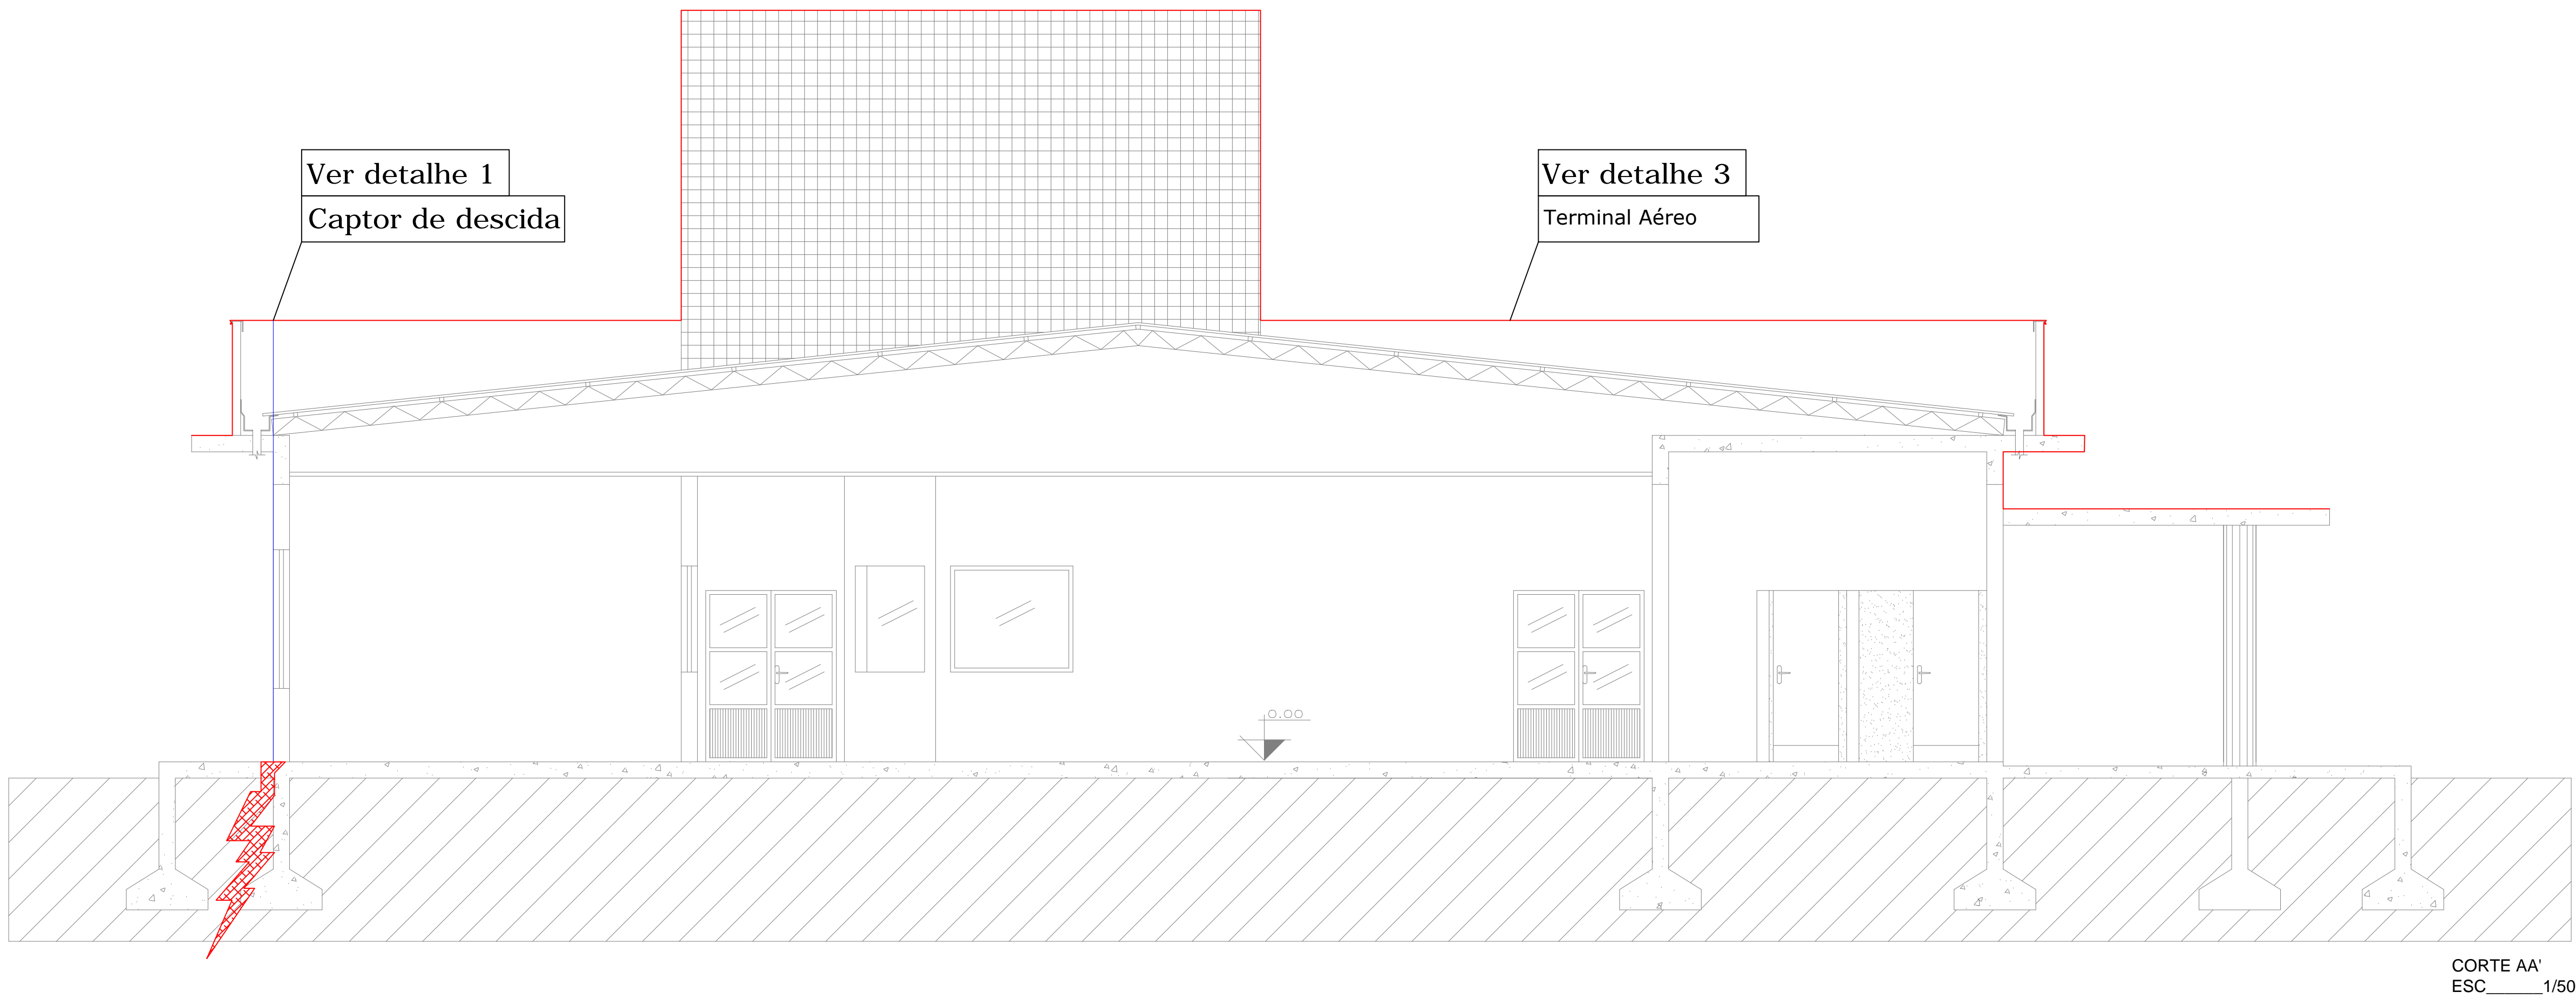 Ver detalhe 1
Captor de descida
Ver detalhe 3
Terminal Aéreo
0.00
CORTE AA'
ESC______1/50